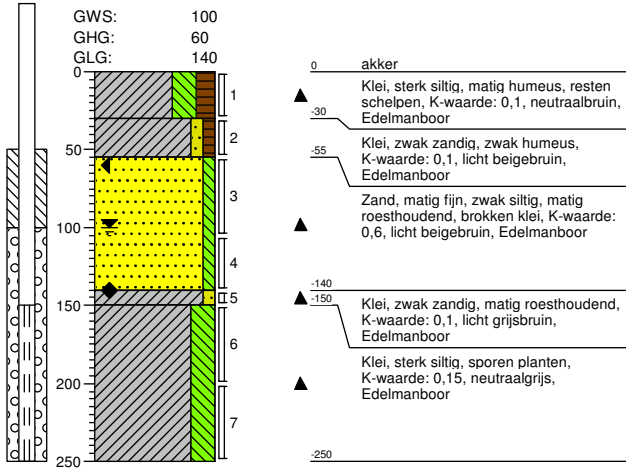 GWS: 100
GHG: 60
GLG: 140
0
50
100
150
200
250
1
2
3
4
5
6
7
0 akker
Klei, sterk siltig, matig humeus, resten
schelpen, K-waarde: 0,1, neutraalbruin,
Edelmanboor
-30
Klei, zwak zandig, zwak humeus,
K-waarde: 0,1, licht beigebruin,
Edelmanboor
-55
Zand, matig fijn, zwak siltig, matig
roesthoudend, brokken klei, K-waarde:
0,6, licht beigebruin, Edelmanboor
-140
Klei, zwak zandig, matig roesthoudend,
K-waarde: 0,1, licht grijsbruin,
Edelmanboor
-150
Klei, sterk siltig, sporen planten,
K-waarde: 0,15, neutraalgrijs,
Edelmanboor
-250